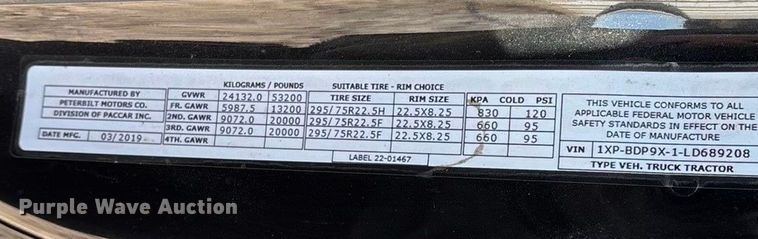 KILOGRAMS / POUNDS SUITABLE TIRE - RIM CHOICE
MANUFACTURED BY
PETERBILT MOTORS CO.
DIVISION OF PACCAR INC.
DATE MFG. 03/2019
TIRE SIZE RIM SIZE KPA COLD PSI
GVWR 24132.0 53200
FR. GAWR 5987.5 13200 295/75R22.5H 22.5X8.25 830 120
2ND. GAWR 9072.0 20000 295/75R22.5F 22.5X8.25 660 95
3RD. GAWR 9072.0 20000 295/75R22.5F 22.5X8.25 660 95
4TH. GAWR
LABEL 22-01467
THIS VEHICLE CONFORMS TO ALL
APPLICABLE FEDERAL MOTOR VEHICLE
SAFETY STANDARDS IN EFFECT ON THE
DATE OF MANUFACTURE
VIN 1XP-BDP9X-1-LD689208
TYPE VEH. TRUCK TRACTOR
Purple Wave Auction